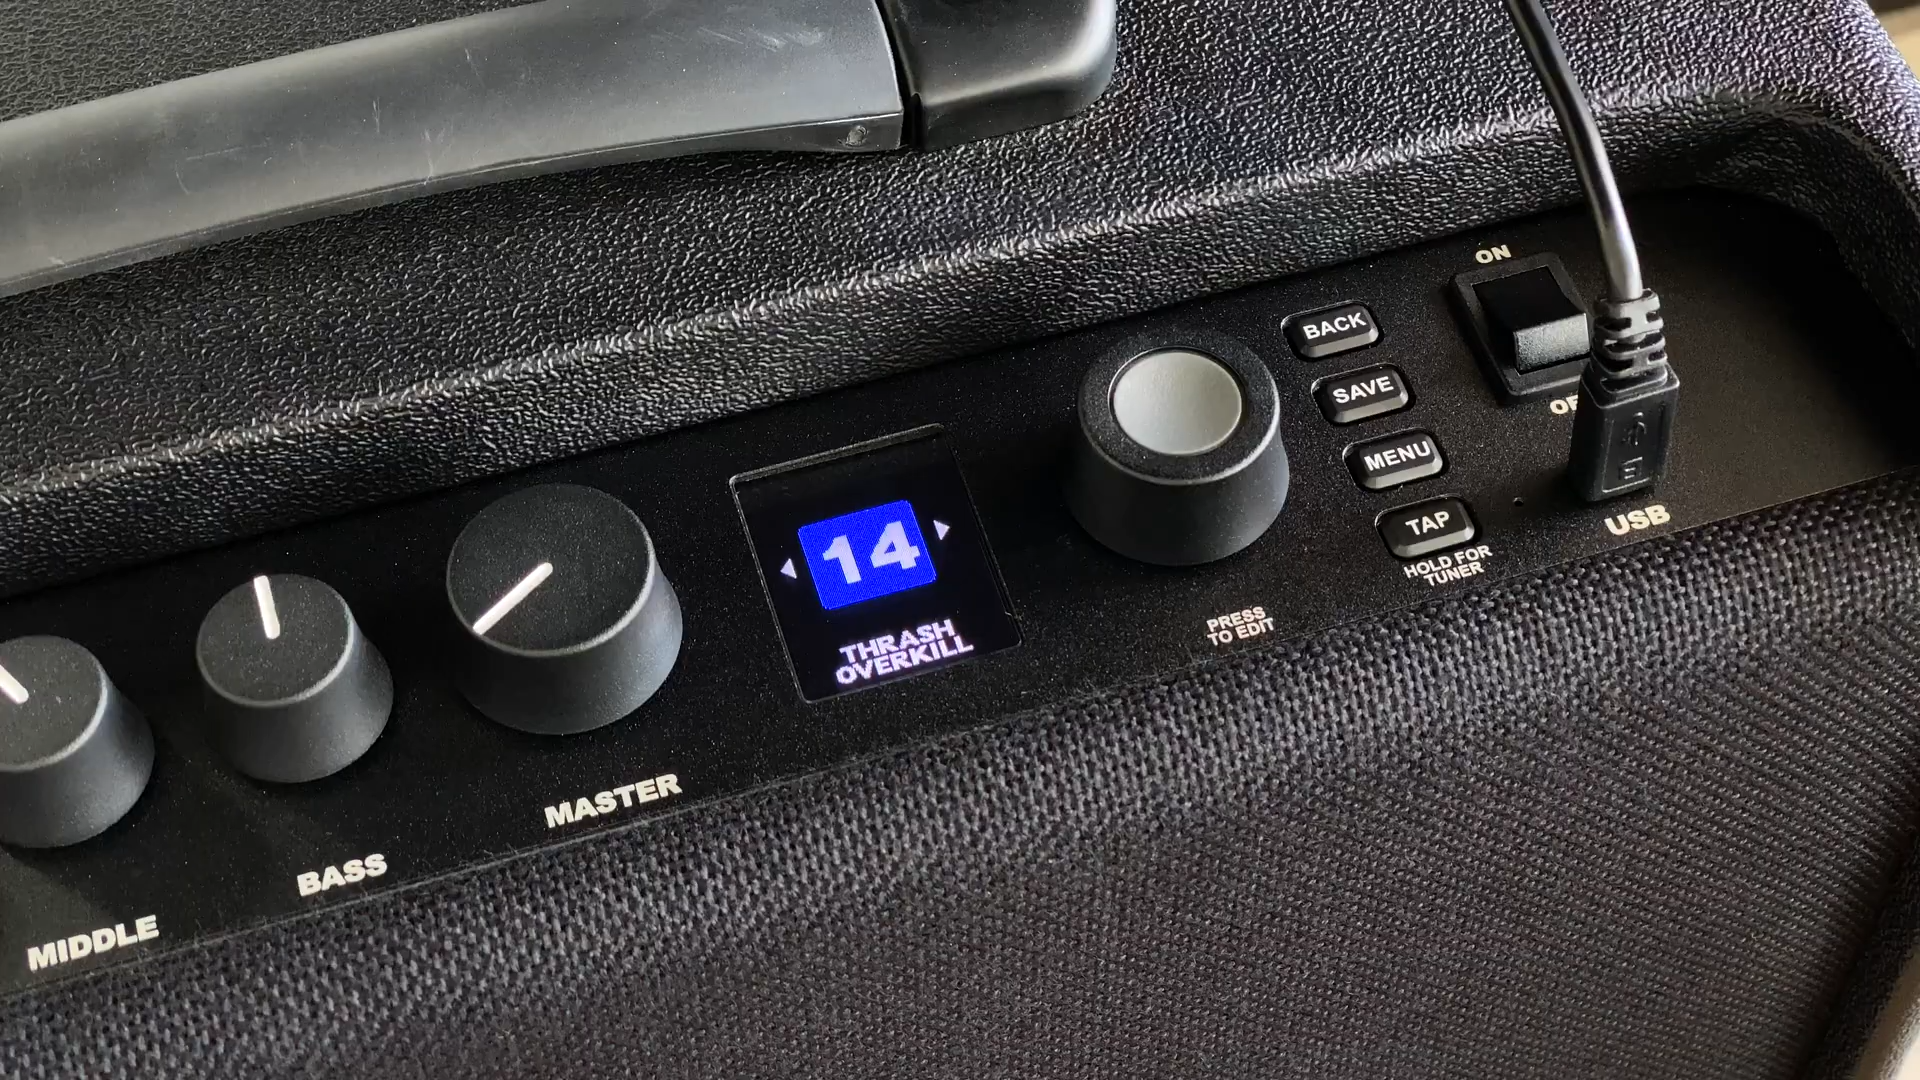 ON
BACK
SAVE
MENU
TAP
HOLD FOR
TUNER
USB
14
THRASH
OVERKILL
PRESS
TO EDIT
MASTER
BASS
MIDDLE